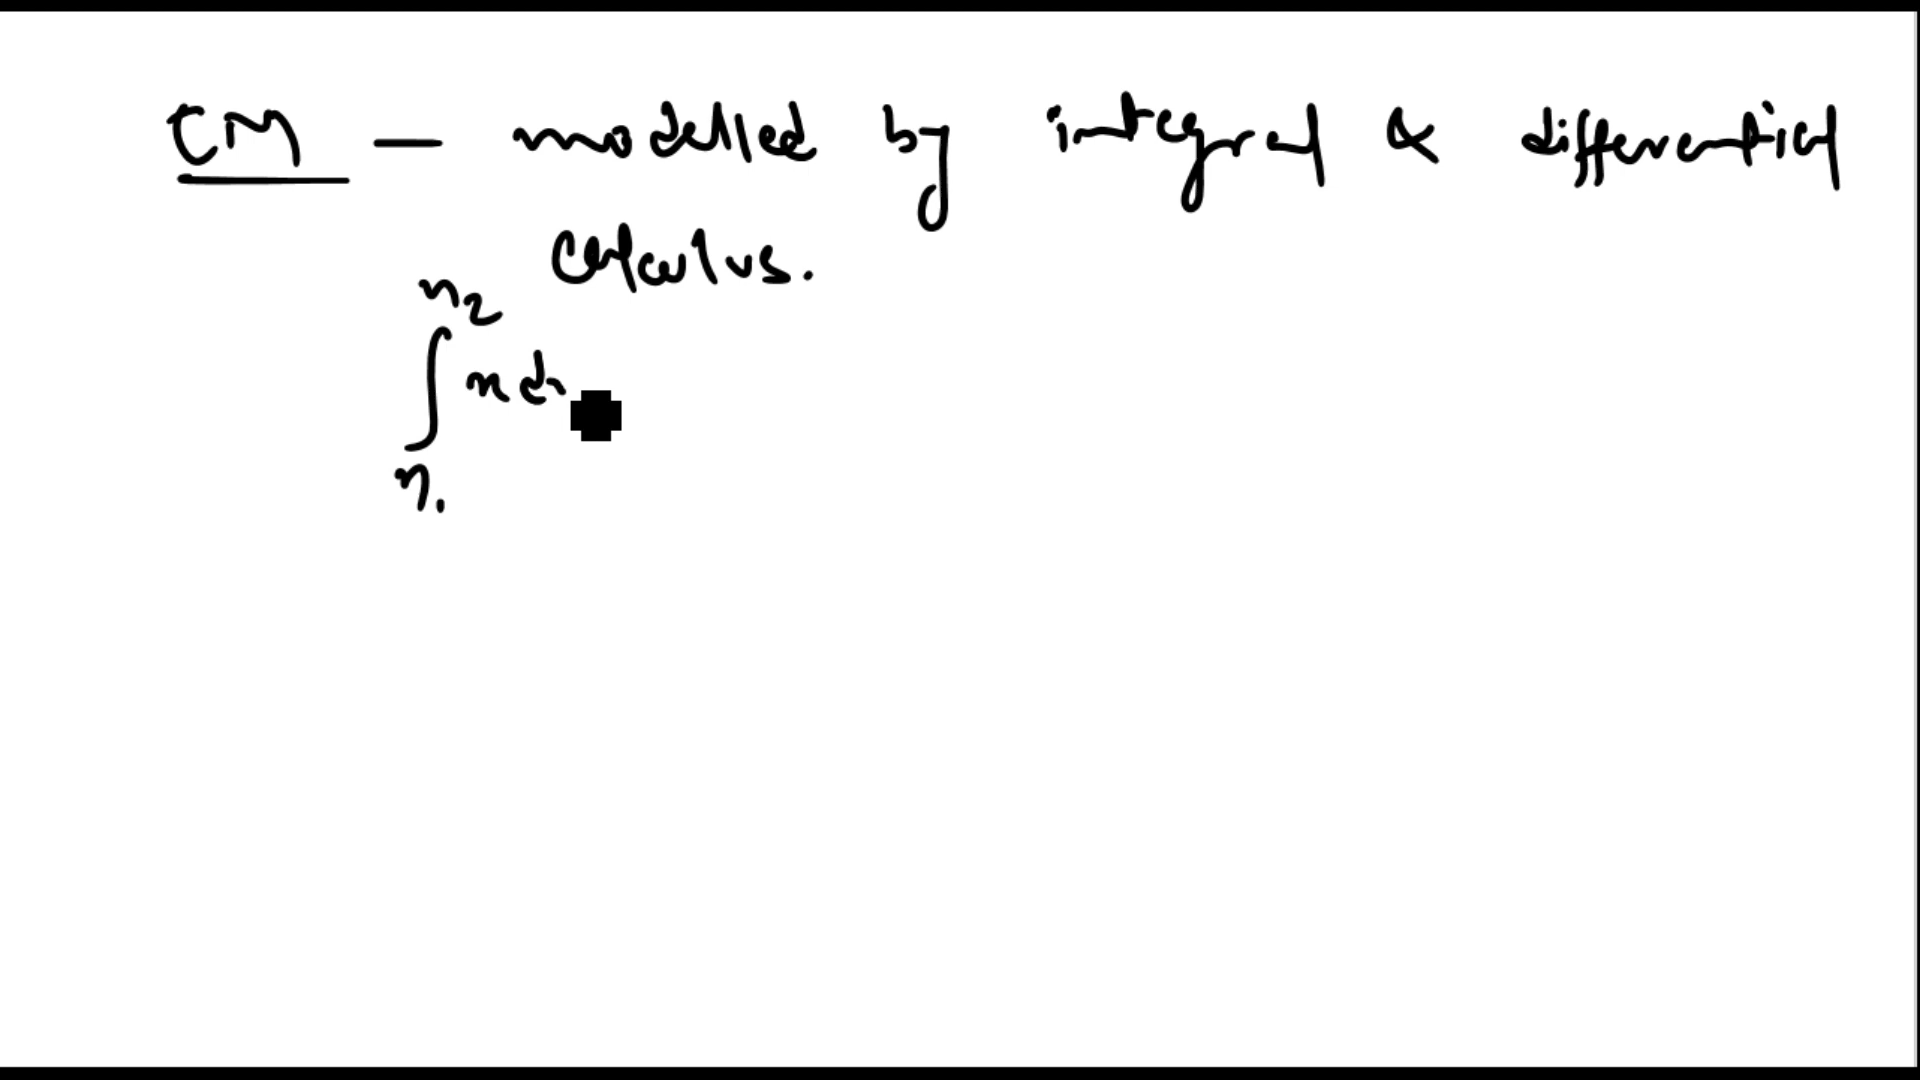 CM — modelled by integral & differential
calculus.
∫ x dx
x₂
x₁